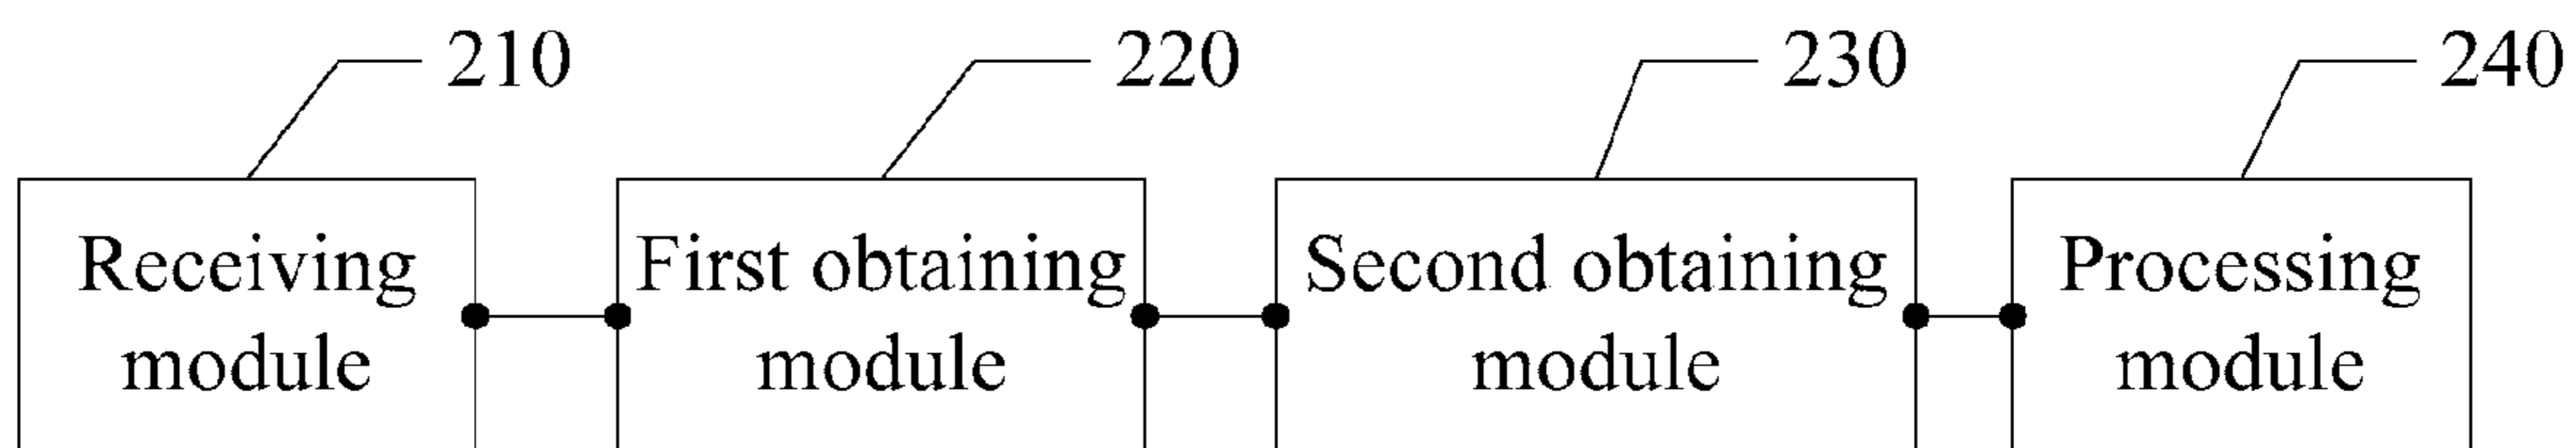 210 220 230 240
Receiving First obtaining Second obtaining Processing
module module module module